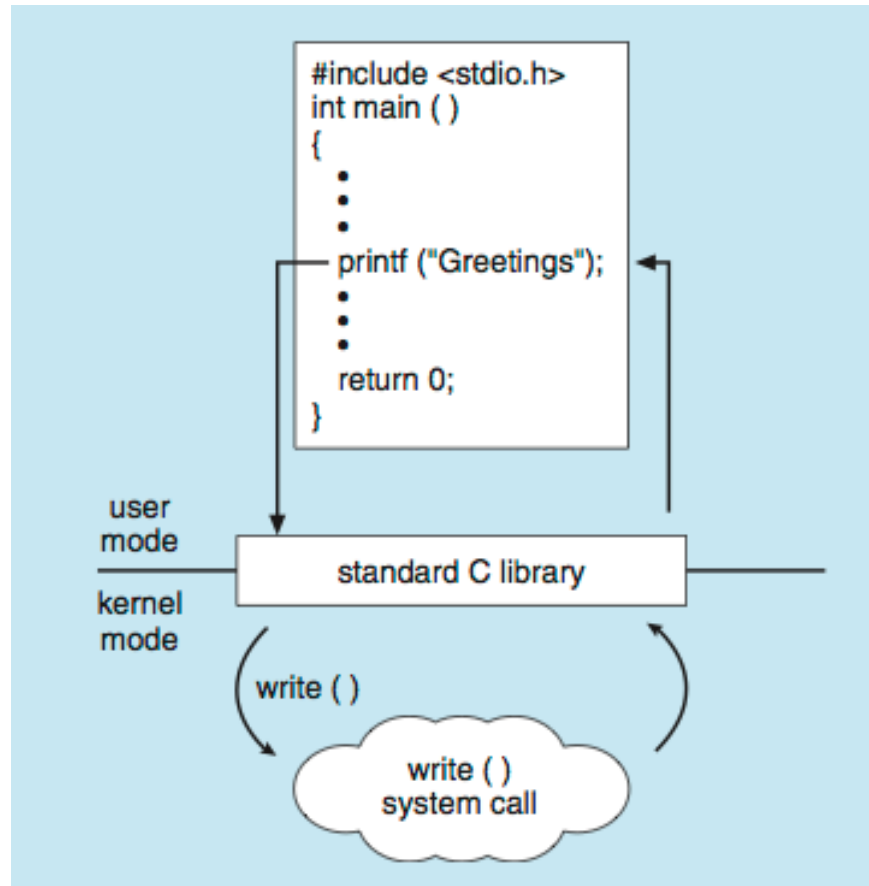 #include <stdio.h>
int main ( )
{
•
•
•
printf ("Greetings");
•
•
•
return 0;
}
user
mode
standard C library
kernel
mode
write ( )
write ( )
system call